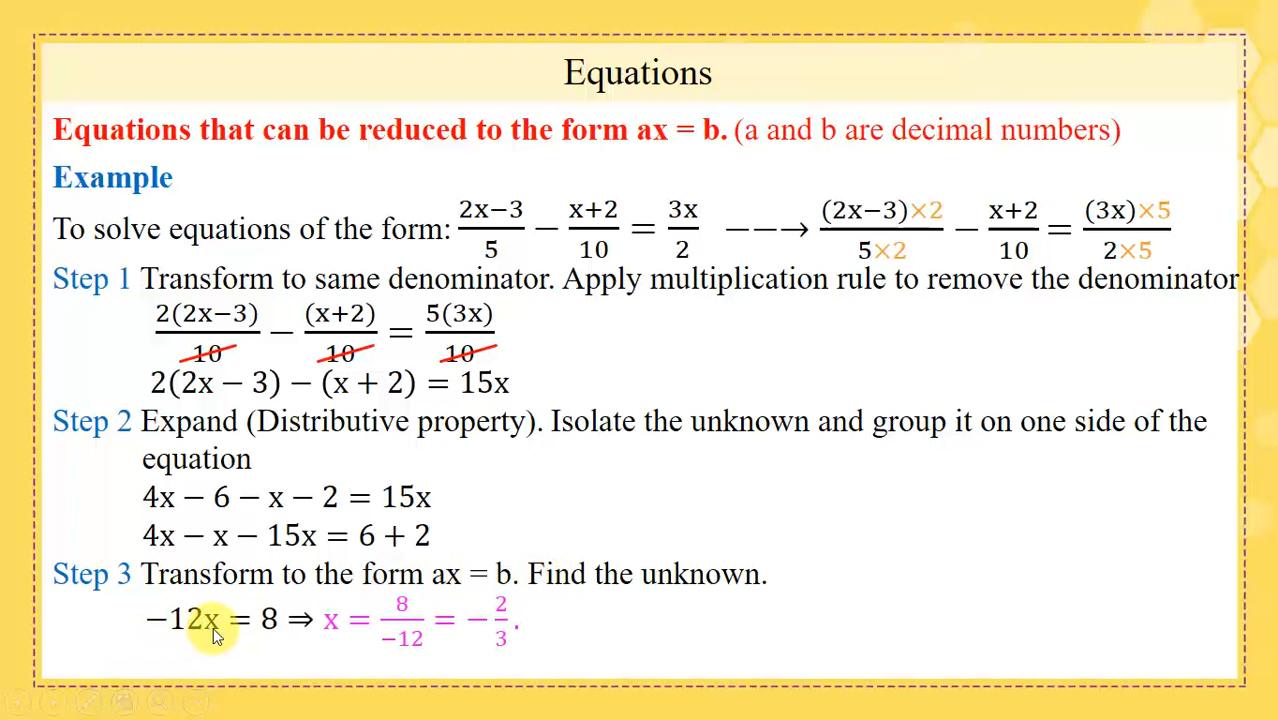 Equations
Equations that can be reduced to the form ax = b. (a and b are decimal numbers)
Example
To solve equations of the form: (2x−3)/5 − (x+2)/10 = 3x/2 −−→ ((2x−3)×2)/(5×2) − (x+2)/10 = ((3x)×5)/(2×5)
Step 1 Transform to same denominator. Apply multiplication rule to remove the denominator
2(2x−3)/10 − (x+2)/10 = 5(3x)/10
2(2x − 3) − (x + 2) = 15x
Step 2 Expand (Distributive property). Isolate the unknown and group it on one side of the
equation
4x − 6 − x − 2 = 15x
4x − x − 15x = 6 + 2
Step 3 Transform to the form ax = b. Find the unknown.
−12x = 8 ⇒ x = 8/−12 = −2/3.